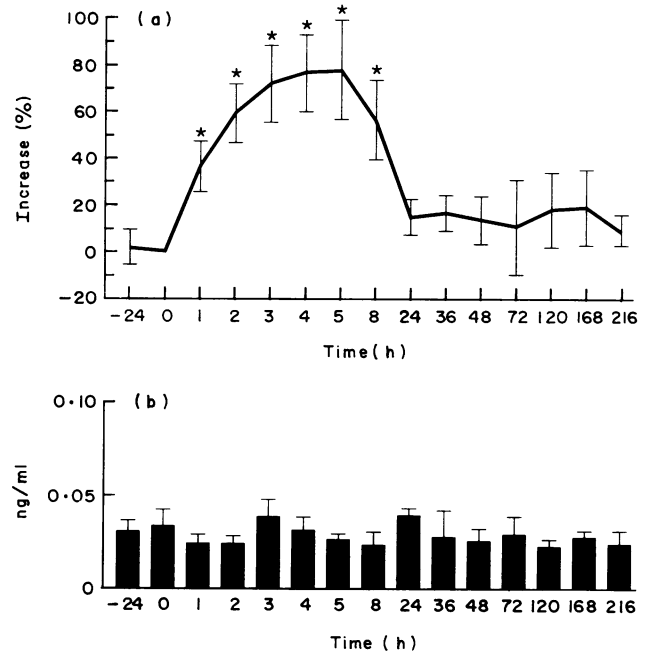 (a)
100
80
60
40
20
0
-20
Increase (%)
* * * * * *
-24 0 1 2 3 4 5 8 24 36 48 72 120 168 216
Time (h)
(b)
0·10
0·05
0
ng/ml
-24 0 1 2 3 4 5 8 24 36 48 72 120 168 216
Time (h)